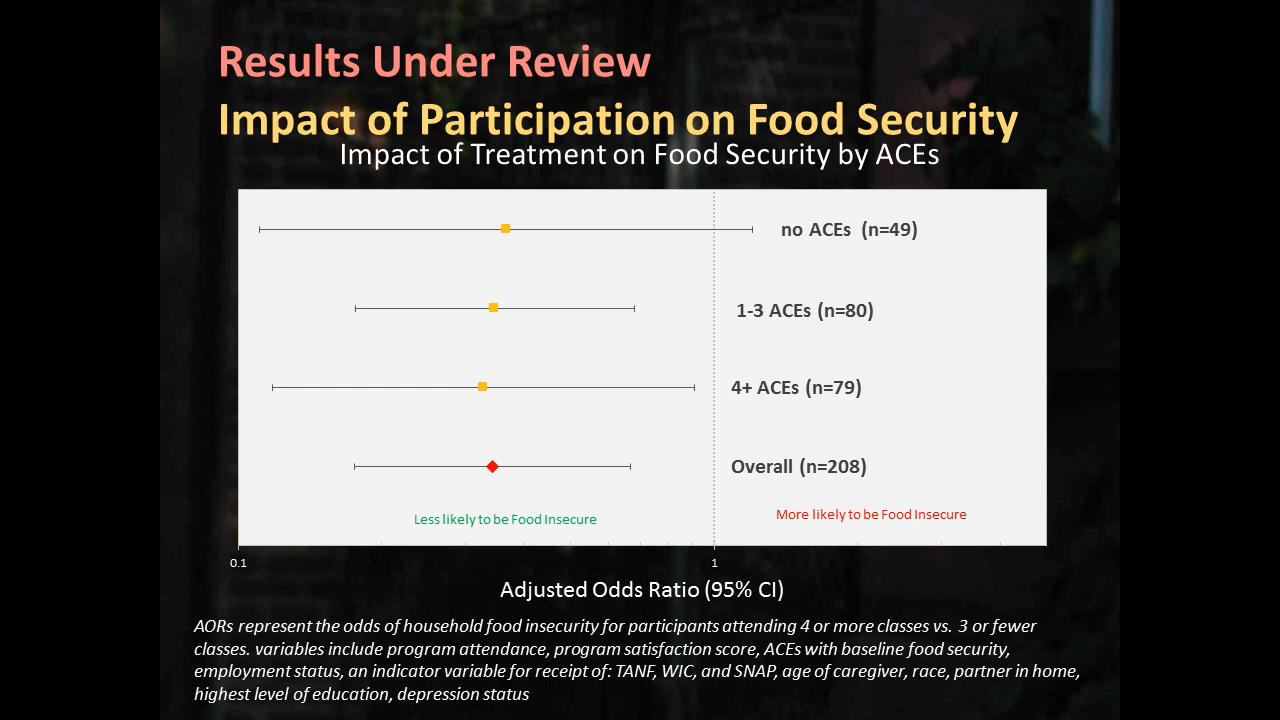 Results Under Review
Impact of Participation on Food Security
Impact of Treatment on Food Security by ACEs
no ACEs (n=49)
1-3 ACEs (n=80)
4+ ACEs (n=79)
Overall (n=208)
Less likely to be Food Insecure
More likely to be Food Insecure
0.1
1
Adjusted Odds Ratio (95% CI)
AORs represent the odds of household food insecurity for participants attending 4 or more classes vs. 3 or fewer
classes. variables include program attendance, program satisfaction score, ACEs with baseline food security,
employment status, an indicator variable for receipt of: TANF, WIC, and SNAP, age of caregiver, race, partner in home,
highest level of education, depression status